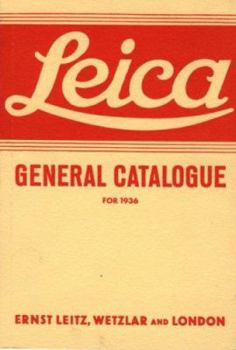 Leica
GENERAL CATALOGUE
FOR 1936
ERNST LEITZ, WETZLAR AND LONDON